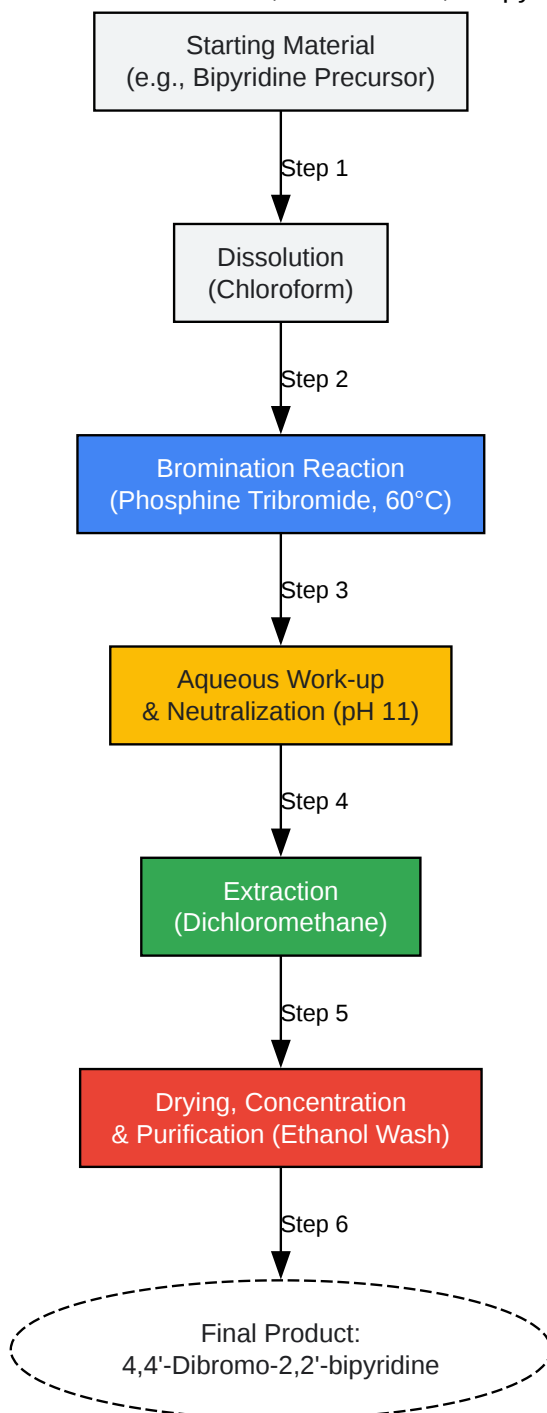 Starting Material
(e.g., Bipyridine Precursor)
Step 1
Dissolution
(Chloroform)
Step 2
Bromination Reaction
(Phosphine Tribromide, 60°C)
Step 3
Aqueous Work-up
& Neutralization (pH 11)
Step 4
Extraction
(Dichloromethane)
Step 5
Drying, Concentration
& Purification (Ethanol Wash)
Step 6
Final Product:
4,4'-Dibromo-2,2'-bipyridine